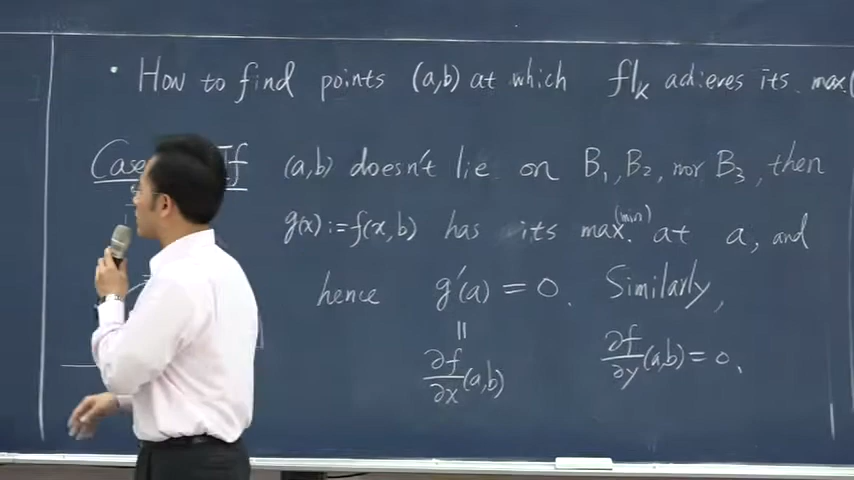 • How to find points (a,b) at which f|K achieves its max.(
Case If (a,b) doesn't lie on B₁, B₂, nor B₃, then
g(x) := f(x,b) has its max.(min) at a, and
hence g'(a) = 0. Similarly,
||
∂f/∂x (a,b) ∂f/∂y (a,b) = 0.